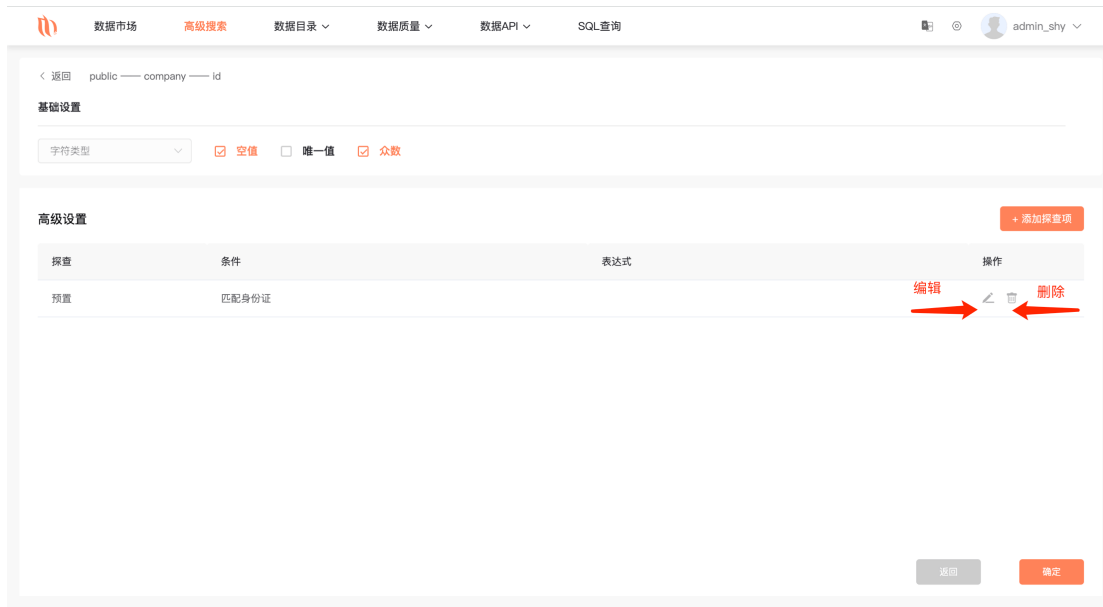 数据市场 高级搜索 数据目录 数据质量 数据API SQL查询 admin_shy
返回 public —— company —— id
基础设置
字符类型 空值 唯一值 众数
高级设置 + 添加探查项
探查 条件 表达式 操作
预置 匹配身份证 编辑 删除
返回 确定